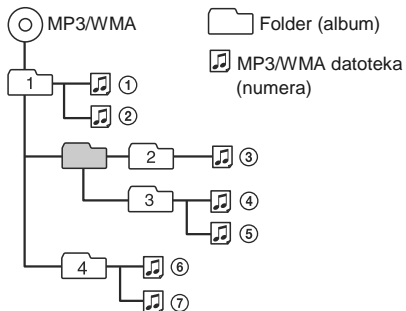 MP3/WMA
Folder (album)
MP3/WMA datoteka
(numera)
1
①
②
2
③
3
④
⑤
4
⑥
⑦